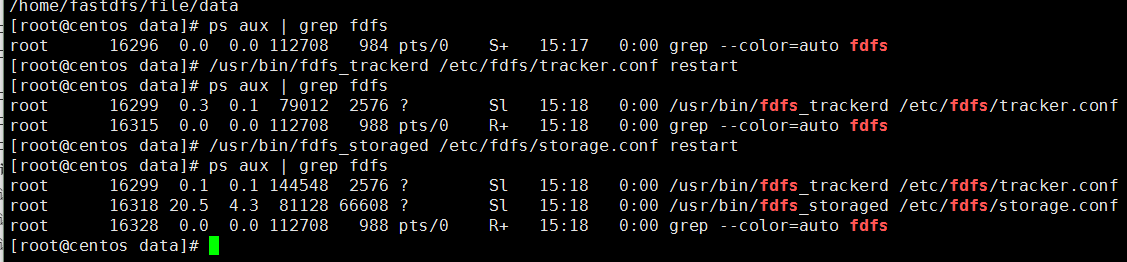 /home/fastdfs/file/data
[root@centos data]# ps aux | grep fdfs
root     16296  0.0  0.0 112708   984 pts/0    S+   15:17   0:00 grep --color=auto fdfs
[root@centos data]# /usr/bin/fdfs_trackerd /etc/fdfs/tracker.conf restart
[root@centos data]# ps aux | grep fdfs
root     16299  0.3  0.1  79012  2576 ?        Sl   15:18   0:00 /usr/bin/fdfs_trackerd /etc/fdfs/tracker.conf
root     16315  0.0  0.0 112708   988 pts/0    R+   15:18   0:00 grep --color=auto fdfs
[root@centos data]# /usr/bin/fdfs_storaged /etc/fdfs/storage.conf restart
[root@centos data]# ps aux | grep fdfs
root     16299  0.1  0.1 144548  2576 ?        Sl   15:18   0:00 /usr/bin/fdfs_trackerd /etc/fdfs/tracker.conf
root     16318 20.5  4.3  81128 66608 ?        Sl   15:18   0:00 /usr/bin/fdfs_storaged /etc/fdfs/storage.conf
root     16328  0.0  0.0 112708   988 pts/0    R+   15:18   0:00 grep --color=auto fdfs
[root@centos data]#